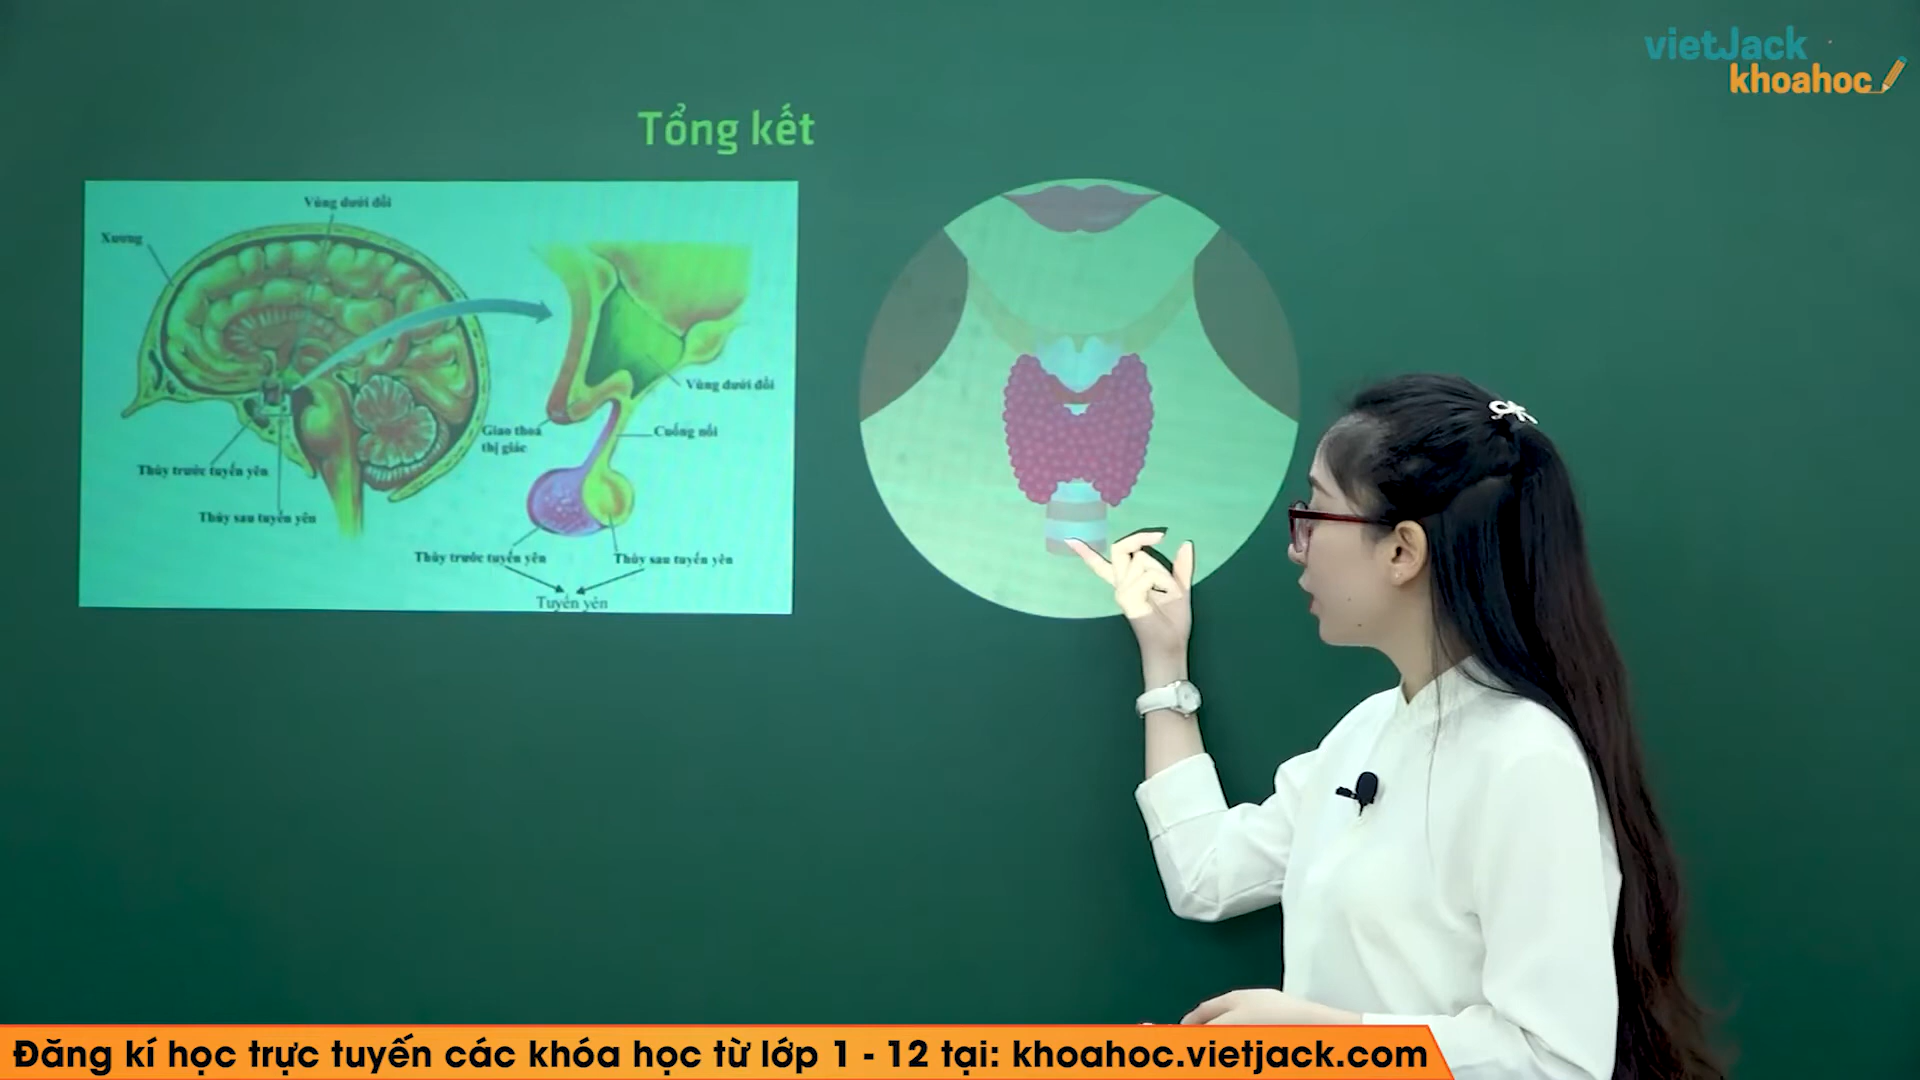 vietJack
khoahoc
Tổng kết
Vùng dưới đồi
Xương
Vùng dưới đồi
Giao thoa
thị giác
Cuống nối
Thùy trước tuyến yên
Thùy sau tuyến yên
Thùy trước tuyến yên
Thùy sau tuyến yên
Tuyến yên
Đăng kí học trực tuyến các khóa học từ lớp 1 - 12 tại: khoahoc.vietjack.com